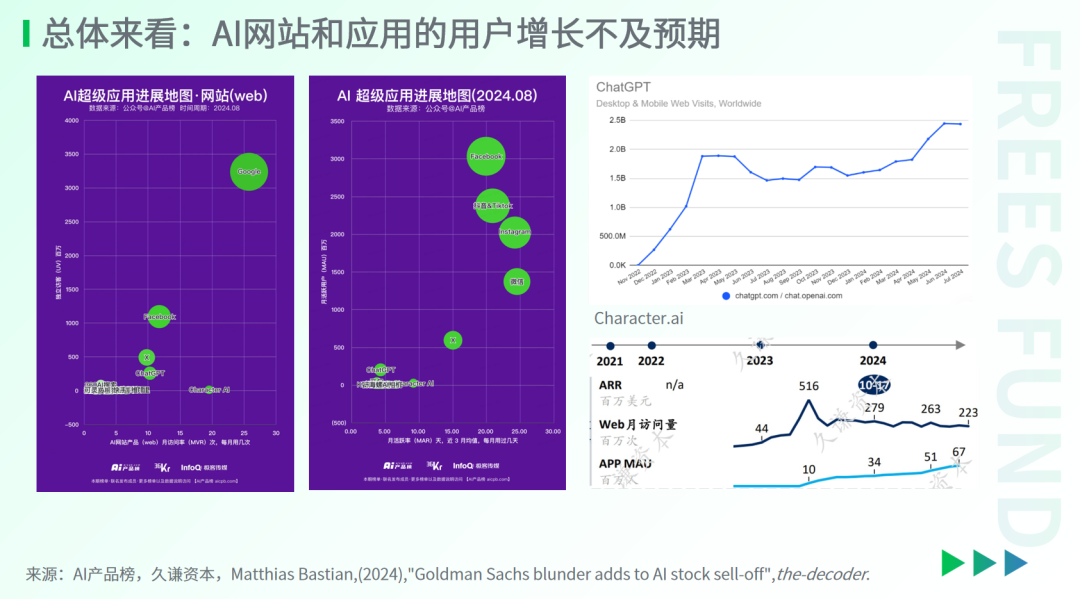 总体来看：AI网站和应用的用户增长不及预期
AI超级应用进展地图·网站(web)
数据来源：公众号@AI产品榜 时间周期：2024.08
4000
3500
3000
2500
2000
1500
1000
500
0
-500
独立访客（UV）百万
Google
Facebook
X
ChatGPT
Character AI
0
5
10
15
20
25
30
AI网站产品（web）月访问率（MVR）次，每月用几次
Ai产品榜
36Kr
InfoQ 极客传媒
AI 超级应用进展地图(2024.08)
数据来源：公众号@AI产品榜
3500
3000
2500
2000
1500
1000
500
0
(500)
月活跃用户（MAU）百万
Facebook
抖音&Tiktok
Instagram
微信
X
ChatGPT
0.00
5.00
10.00
15.00
20.00
25.00
30.00
月活跃率（MAR）天，近 3 月均值，每月用过几天
Ai产品榜
36Kr
InfoQ 极客传媒
ChatGPT
Desktop & Mobile Web Visits, Worldwide
2.5B
2.0B
1.5B
1.0B
500.0M
0.0K
Nov 2022
Dec 2022
Jan 2023
Feb 2023
Mar 2023
Apr 2023
May 2023
Jun 2023
Jul 2023
Aug 2023
Sep 2023
Oct 2023
Nov 2023
Dec 2023
Jan 2024
Feb 2024
Mar 2024
Apr 2024
May 2024
Jun 2024
Jul 2024
chatgpt.com / chat.openai.com
Character.ai
2021
2022
2023
2024
ARR
n/a
10-17
百万美元
516
44
279
263
223
Web月访问量
百万次
APP MAU
百万人
10
34
51
67
久谦资本
FREES FUND
来源：AI产品榜，久谦资本，Matthias Bastian,(2024),"Goldman Sachs blunder adds to AI stock sell-off",the-decoder.